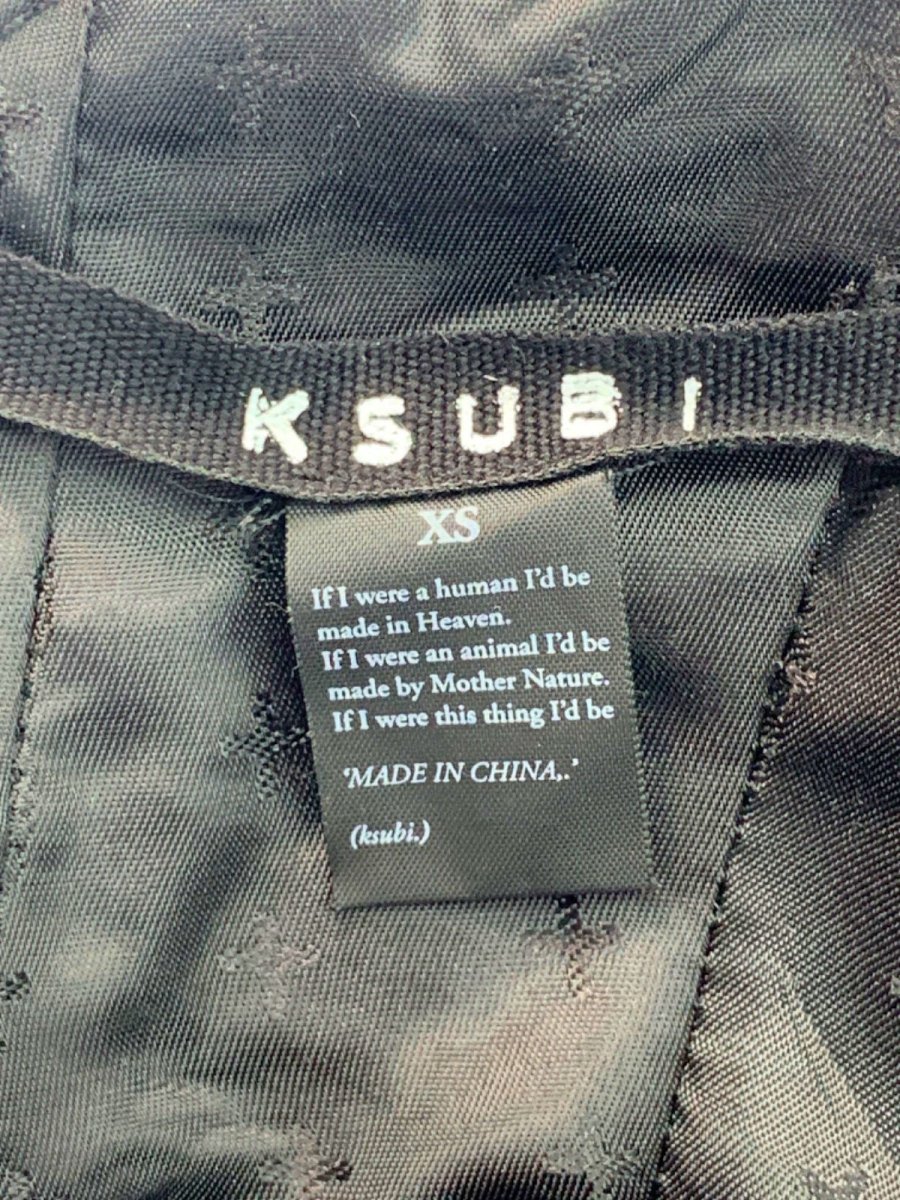 KSUBI
XS
If I were a human I'd be
made in Heaven.
If I were an animal I'd be
made by Mother Nature.
If I were this thing I'd be
'MADE IN CHINA,.'
(ksubi.)